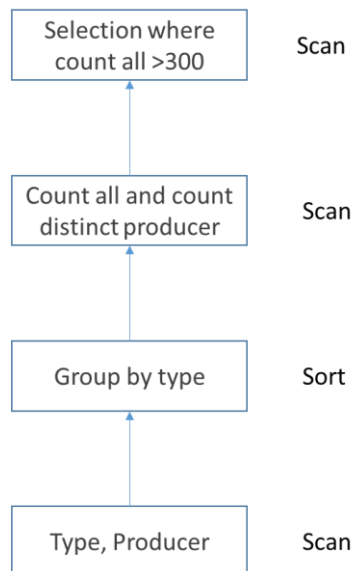 Selection where
count all >300
Scan
Count all and count
distinct producer
Scan
Group by type
Sort
Type, Producer
Scan